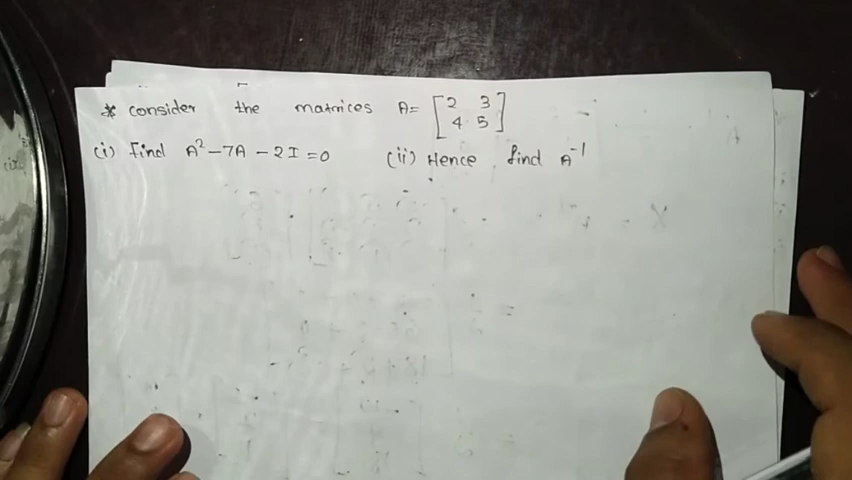 * consider the matrices A= [2 3
4 5]
(i) Find A²-7A-2I=0 (ii) Hence find A⁻¹